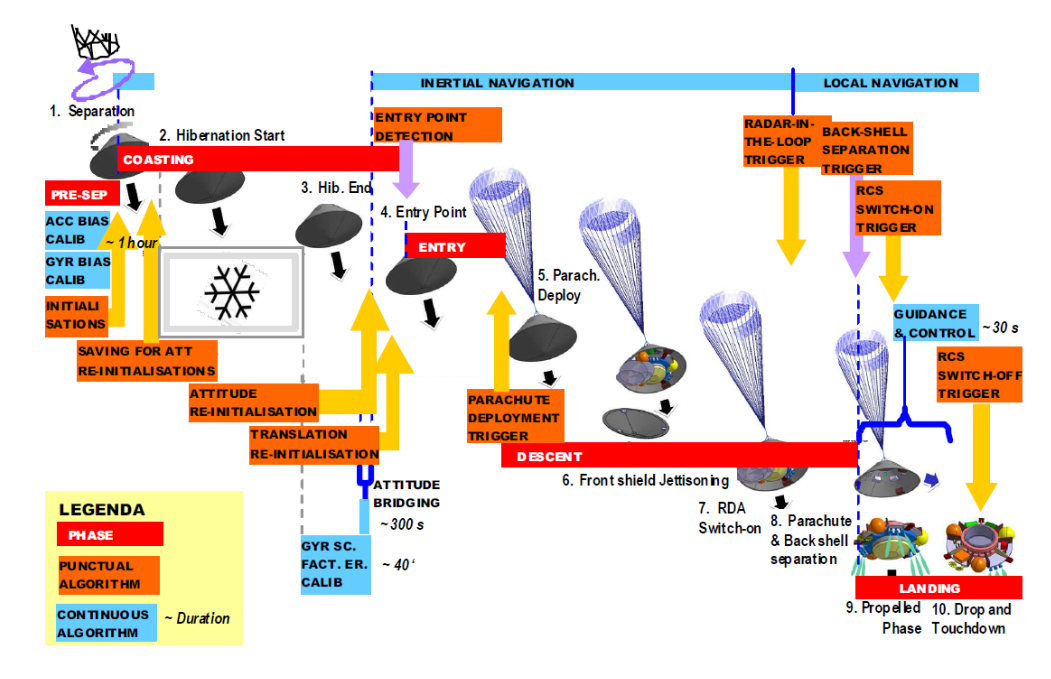 INERTIAL NAVIGATION
LOCAL NAVIGATION
1. Separation
2. Hibernation Start
COASTING
ENTRY POINT
DETECTION
RADAR-IN-
THE-LOOP
TRIGGER
BACK-SHELL
SEPARATION
TRIGGER
PRE-SEP
3. Hib. End
4. Entry Point
RCS
SWITCH-ON
TRIGGER
ACC BIAS
CALIB
~ 1 hour
GYR BIAS
CALIB
ENTRY
5. Parach.
Deploy
INITIALI
SATIONS
GUIDANCE
& CONTROL
~ 30 s
SAVING FOR ATT
RE-INITIALISATIONS
RCS
SWITCH-OFF
TRIGGER
ATTITUDE
RE-INITIALISATION
PARACHUTE
DEPLOYMENT
TRIGGER
TRANSLATION
RE-INITIALISATION
DESCENT
6. Front shield Jettisoning
ATTITUDE
BRIDGING
~300 s
7. RDA
Switch-on
8. Parachute
& Back shell
separation
LEGENDA
PHASE
PUNCTUAL
ALGORITHM
CONTINUOUS
ALGORITHM
~ Duration
GYR SC.
FACT. ER.
CALIB
~ 40‘
LANDING
9. Propelled
Phase
10. Drop and
Touchdown